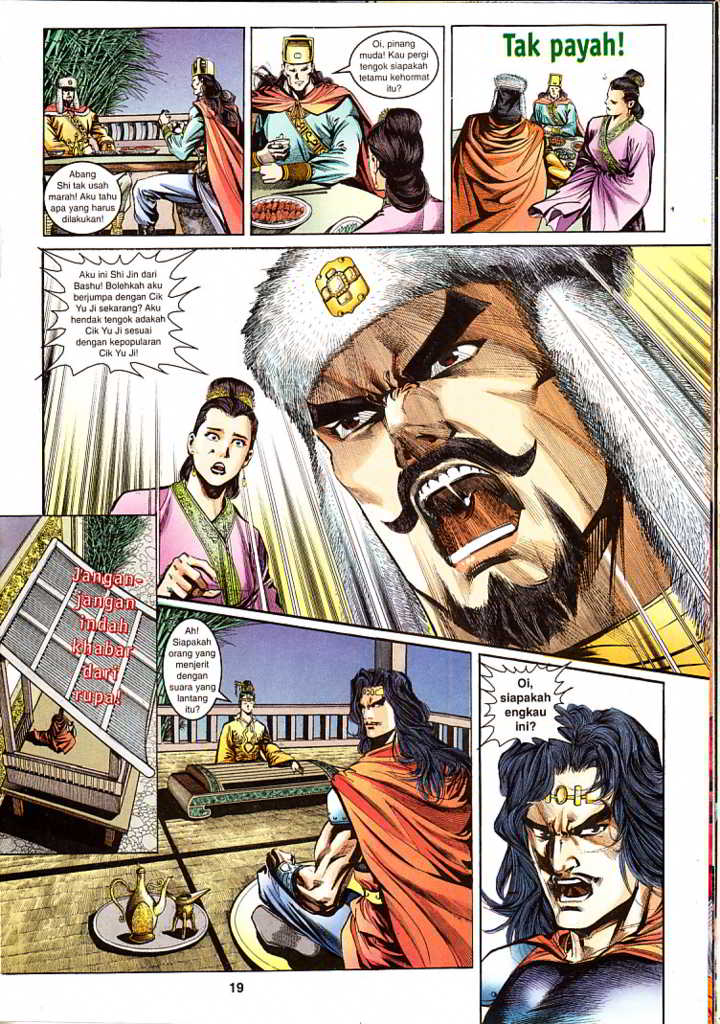 Abang
Shi tak usah
marah! Aku tahu
apa yang harus
dilakukan!
Oi, pinang
muda! Kau pergi
tengok siapakah
tetamu kehormat
itu?
Tak payah!
Aku ini Shi Jin dari
Bashu! Bolehkah aku
berjumpa dengan Cik
Yu Ji sekarang? Aku
hendak tengok adakah
Cik Yu Ji sesuai
dengan kepopularan
Cik Yu Ji!
Jangan-
jangan
indah
khabar
dari
rupa!
Ah!
Siapakah
orang yang
menjerit
dengan
suara yang
lantang
itu?
Oi,
siapakah
engkau
ini?
19